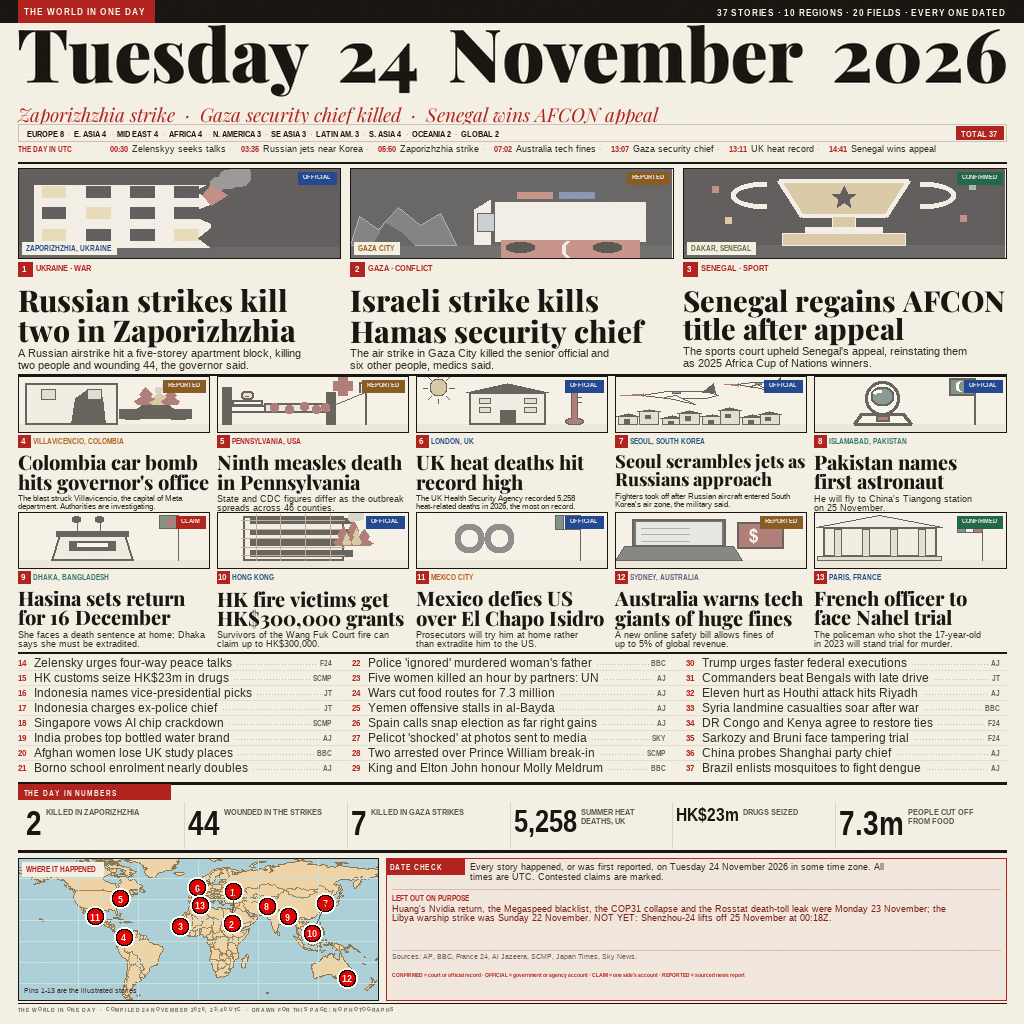 THE WORLD IN ONE DAY
37 STORIES · 10 REGIONS · 20 FIELDS · EVERY ONE DATED
Tuesday 24 November 2026
Zaporizhzhia strike · Gaza security chief killed · Senegal wins AFCON appeal
EUROPE 8 · E. ASIA 4 · MID EAST 4 · AFRICA 4 · N. AMERICA 3 · SE ASIA 3 · LATIN AM. 3 · S. ASIA 4 · OCEANIA 2 · GLOBAL 2
TOTAL 37
THE DAY IN UTC 00:30 Zelenskyy seeks talks · 03:35 Russian jets near Korea · 05:50 Zaporizhzhia strike · 07:02 Australia tech fines · 13:07 Gaza security chief · 13:11 UK heat record · 14:41 Senegal wins appeal
OFFICIAL
ZAPORIZHZHIA, UKRAINE
1 UKRAINE · WAR
Russian strikes kill
two in Zaporizhzhia
A Russian airstrike hit a five-storey apartment block, killing
two people and wounding 44, the governor said.
REPORTED
GAZA CITY
2 GAZA · CONFLICT
Israeli strike kills
Hamas security chief
The air strike in Gaza City killed the senior official and
six other people, medics said.
CONFIRMED
DAKAR, SENEGAL
3 SENEGAL · SPORT
Senegal regains AFCON
title after appeal
The sports court upheld Senegal's appeal, reinstating them
as 2025 Africa Cup of Nations winners.
REPORTED
4 VILLAVICENCIO, COLOMBIA
Colombia car bomb
hits governor's office
The blast struck Villavicencio, the capital of Meta
department. Authorities are investigating.
REPORTED
5 PENNSYLVANIA, USA
Ninth measles death
in Pennsylvania
State and CDC figures differ as the outbreak
spreads across 46 counties.
OFFICIAL
6 LONDON, UK
UK heat deaths hit
record high
The UK Health Security Agency recorded 5,258
heat-related deaths in 2026, the most on record.
OFFICIAL
7 SEOUL, SOUTH KOREA
Seoul scrambles jets as
Russians approach
Fighters took off after Russian aircraft entered South
Korea's air zone, the military said.
OFFICIAL
8 ISLAMABAD, PAKISTAN
Pakistan names
first astronaut
He will fly to China's Tiangong station
on 25 November.
CLAIM
9 DHAKA, BANGLADESH
Hasina sets return
for 16 December
She faces a death sentence at home; Dhaka
says she must be extradited.
OFFICIAL
10 HONG KONG
HK fire victims get
HK$300,000 grants
Survivors of the Wang Fuk Court fire can
claim up to HK$300,000.
OFFICIAL
11 MEXICO CITY
Mexico defies US
over El Chapo Isidro
Prosecutors will try him at home rather
than extradite him to the US.
REPORTED
$
12 SYDNEY, AUSTRALIA
Australia warns tech
giants of huge fines
A new online safety bill allows fines of
up to 5% of global revenue.
CONFIRMED
13 PARIS, FRANCE
French officer to
face Nahel trial
The policeman who shot the 17-year-old
in 2023 will stand trial for murder.
14 Zelensky urges four-way peace talks F24
15 HK customs seize HK$23m in drugs SCMP
16 Indonesia names vice-presidential picks JT
17 Indonesia charges ex-police chief JT
18 Singapore vows AI chip crackdown SCMP
19 India probes top bottled water brand AJ
20 Afghan women lose UK study places BBC
21 Borno school enrolment nearly doubles AJ
22 Police 'ignored' murdered woman's father BBC
23 Five women killed an hour by partners: UN AJ
24 Wars cut food routes for 7.3 million AJ
25 Yemen offensive stalls in al-Bayda AJ
26 Spain calls snap election as far right gains AJ
27 Pelicot 'shocked' at photos sent to media SKY
28 Two arrested over Prince William break-in SCMP
29 King and Elton John honour Molly Meldrum BBC
30 Trump urges faster federal executions AJ
31 Commanders beat Bengals with late drive JT
32 Eleven hurt as Houthi attack hits Riyadh AJ
33 Syria landmine casualties soar after war BBC
34 DR Congo and Kenya agree to restore ties F24
35 Sarkozy and Bruni face tampering trial F24
36 China probes Shanghai party chief AJ
37 Brazil enlists mosquitoes to fight dengue AJ
THE DAY IN NUMBERS
2 KILLED IN ZAPORIZHZHIA
44 WOUNDED IN THE STRIKES
7 KILLED IN GAZA STRIKES
5,258 SUMMER HEAT
DEATHS, UK
HK$23m DRUGS SEIZED
7.3m PEOPLE CUT OFF
FROM FOOD
WHERE IT HAPPENED
6
1
5
13
8
7
11
9
3
2
4
10
12
Pins 1-13 are the illustrated stories
DATE CHECK
Every story happened, or was first reported, on Tuesday 24 November 2026 in some time zone. All
times are UTC. Contested claims are marked.
LEFT OUT ON PURPOSE
Huang's Nvidia return, the Megaspeed blacklist, the COP31 collapse and the Rosstat death-toll leak were Monday 23 November; the
Libya warship strike was Sunday 22 November. NOT YET: Shenzhou-24 lifts off 25 November at 00:18Z.
Sources: AP, BBC, France 24, Al Jazeera, SCMP, Japan Times, Sky News.
CONFIRMED = court or official record · OFFICIAL = government or agency account · CLAIM = one side's account · REPORTED = sourced news report
THE WORLD IN ONE DAY · COMPILED 24 NOVEMBER 2026, 23:40 UTC · DRAWN FOR THIS PAGE: NO PHOTOGRAPHS